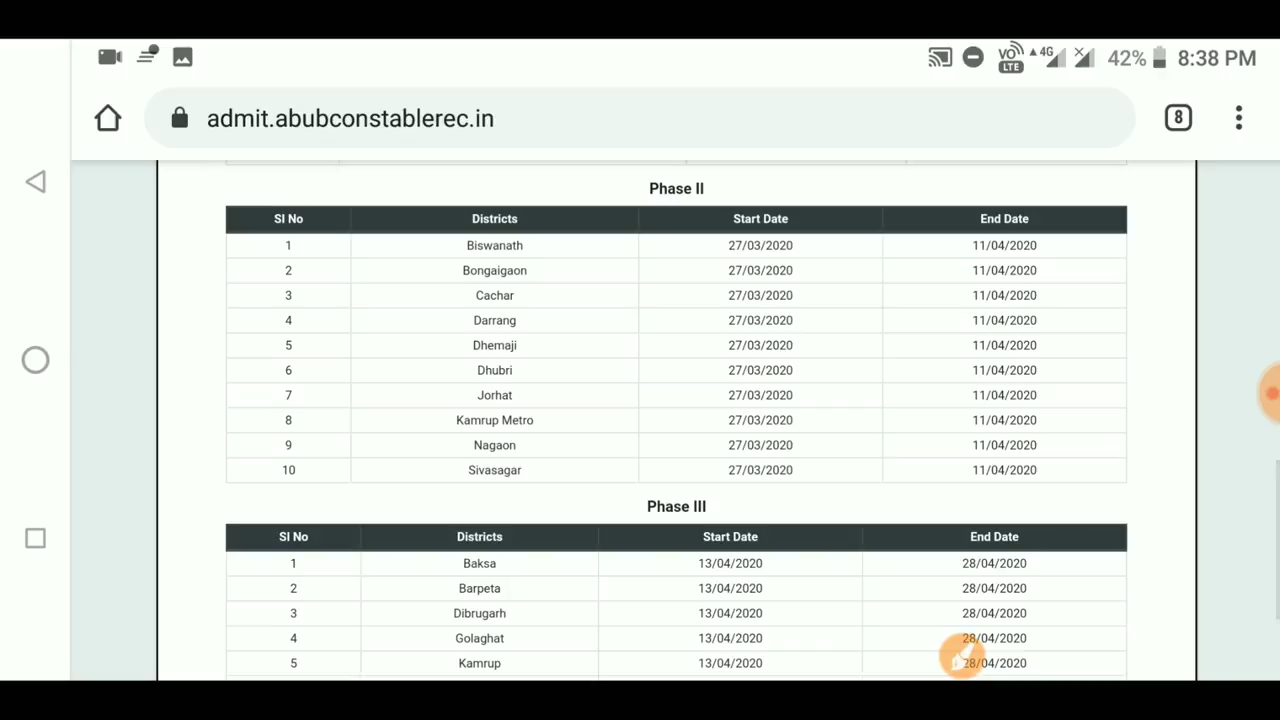 VO LTE 4G 42% 8:38 PM
admit.abubconstablerec.in 8
Phase II
Sl No Districts Start Date End Date
1 Biswanath 27/03/2020 11/04/2020
2 Bongaigaon 27/03/2020 11/04/2020
3 Cachar 27/03/2020 11/04/2020
4 Darrang 27/03/2020 11/04/2020
5 Dhemaji 27/03/2020 11/04/2020
6 Dhubri 27/03/2020 11/04/2020
7 Jorhat 27/03/2020 11/04/2020
8 Kamrup Metro 27/03/2020 11/04/2020
9 Nagaon 27/03/2020 11/04/2020
10 Sivasagar 27/03/2020 11/04/2020
Phase III
Sl No Districts Start Date End Date
1 Baksa 13/04/2020 28/04/2020
2 Barpeta 13/04/2020 28/04/2020
3 Dibrugarh 13/04/2020 28/04/2020
4 Golaghat 13/04/2020 28/04/2020
5 Kamrup 13/04/2020 28/04/2020